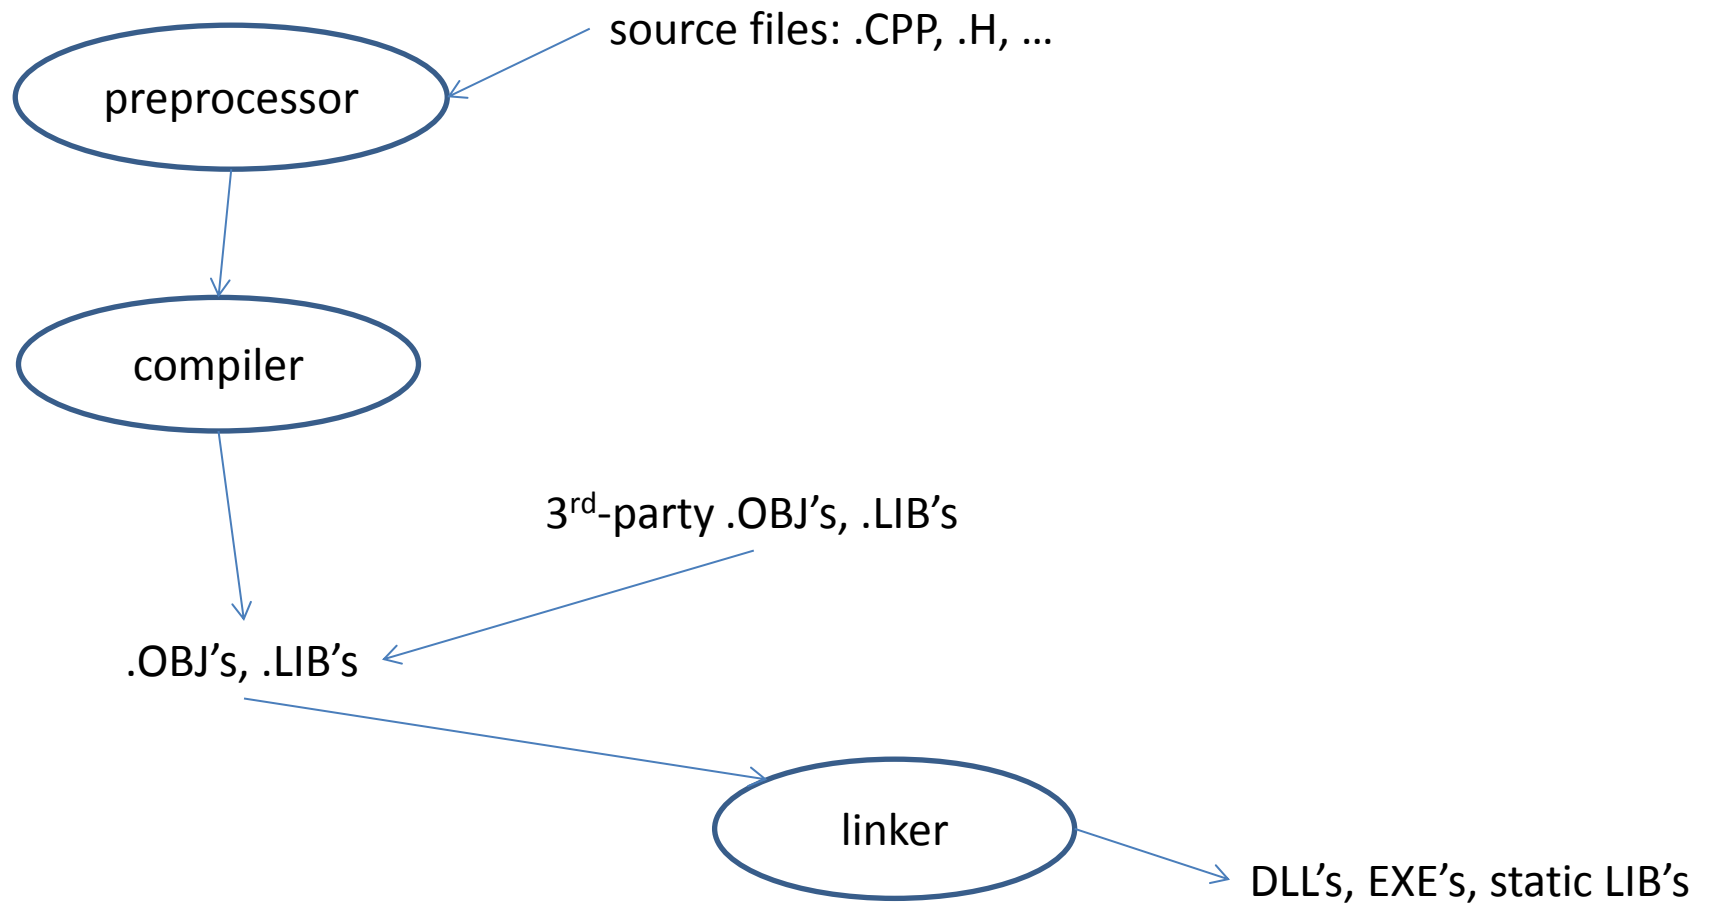 source files: .CPP, .H, …
preprocessor
compiler
3rd-party .OBJ’s, .LIB’s
.OBJ’s, .LIB’s
linker
DLL’s, EXE’s, static LIB’s